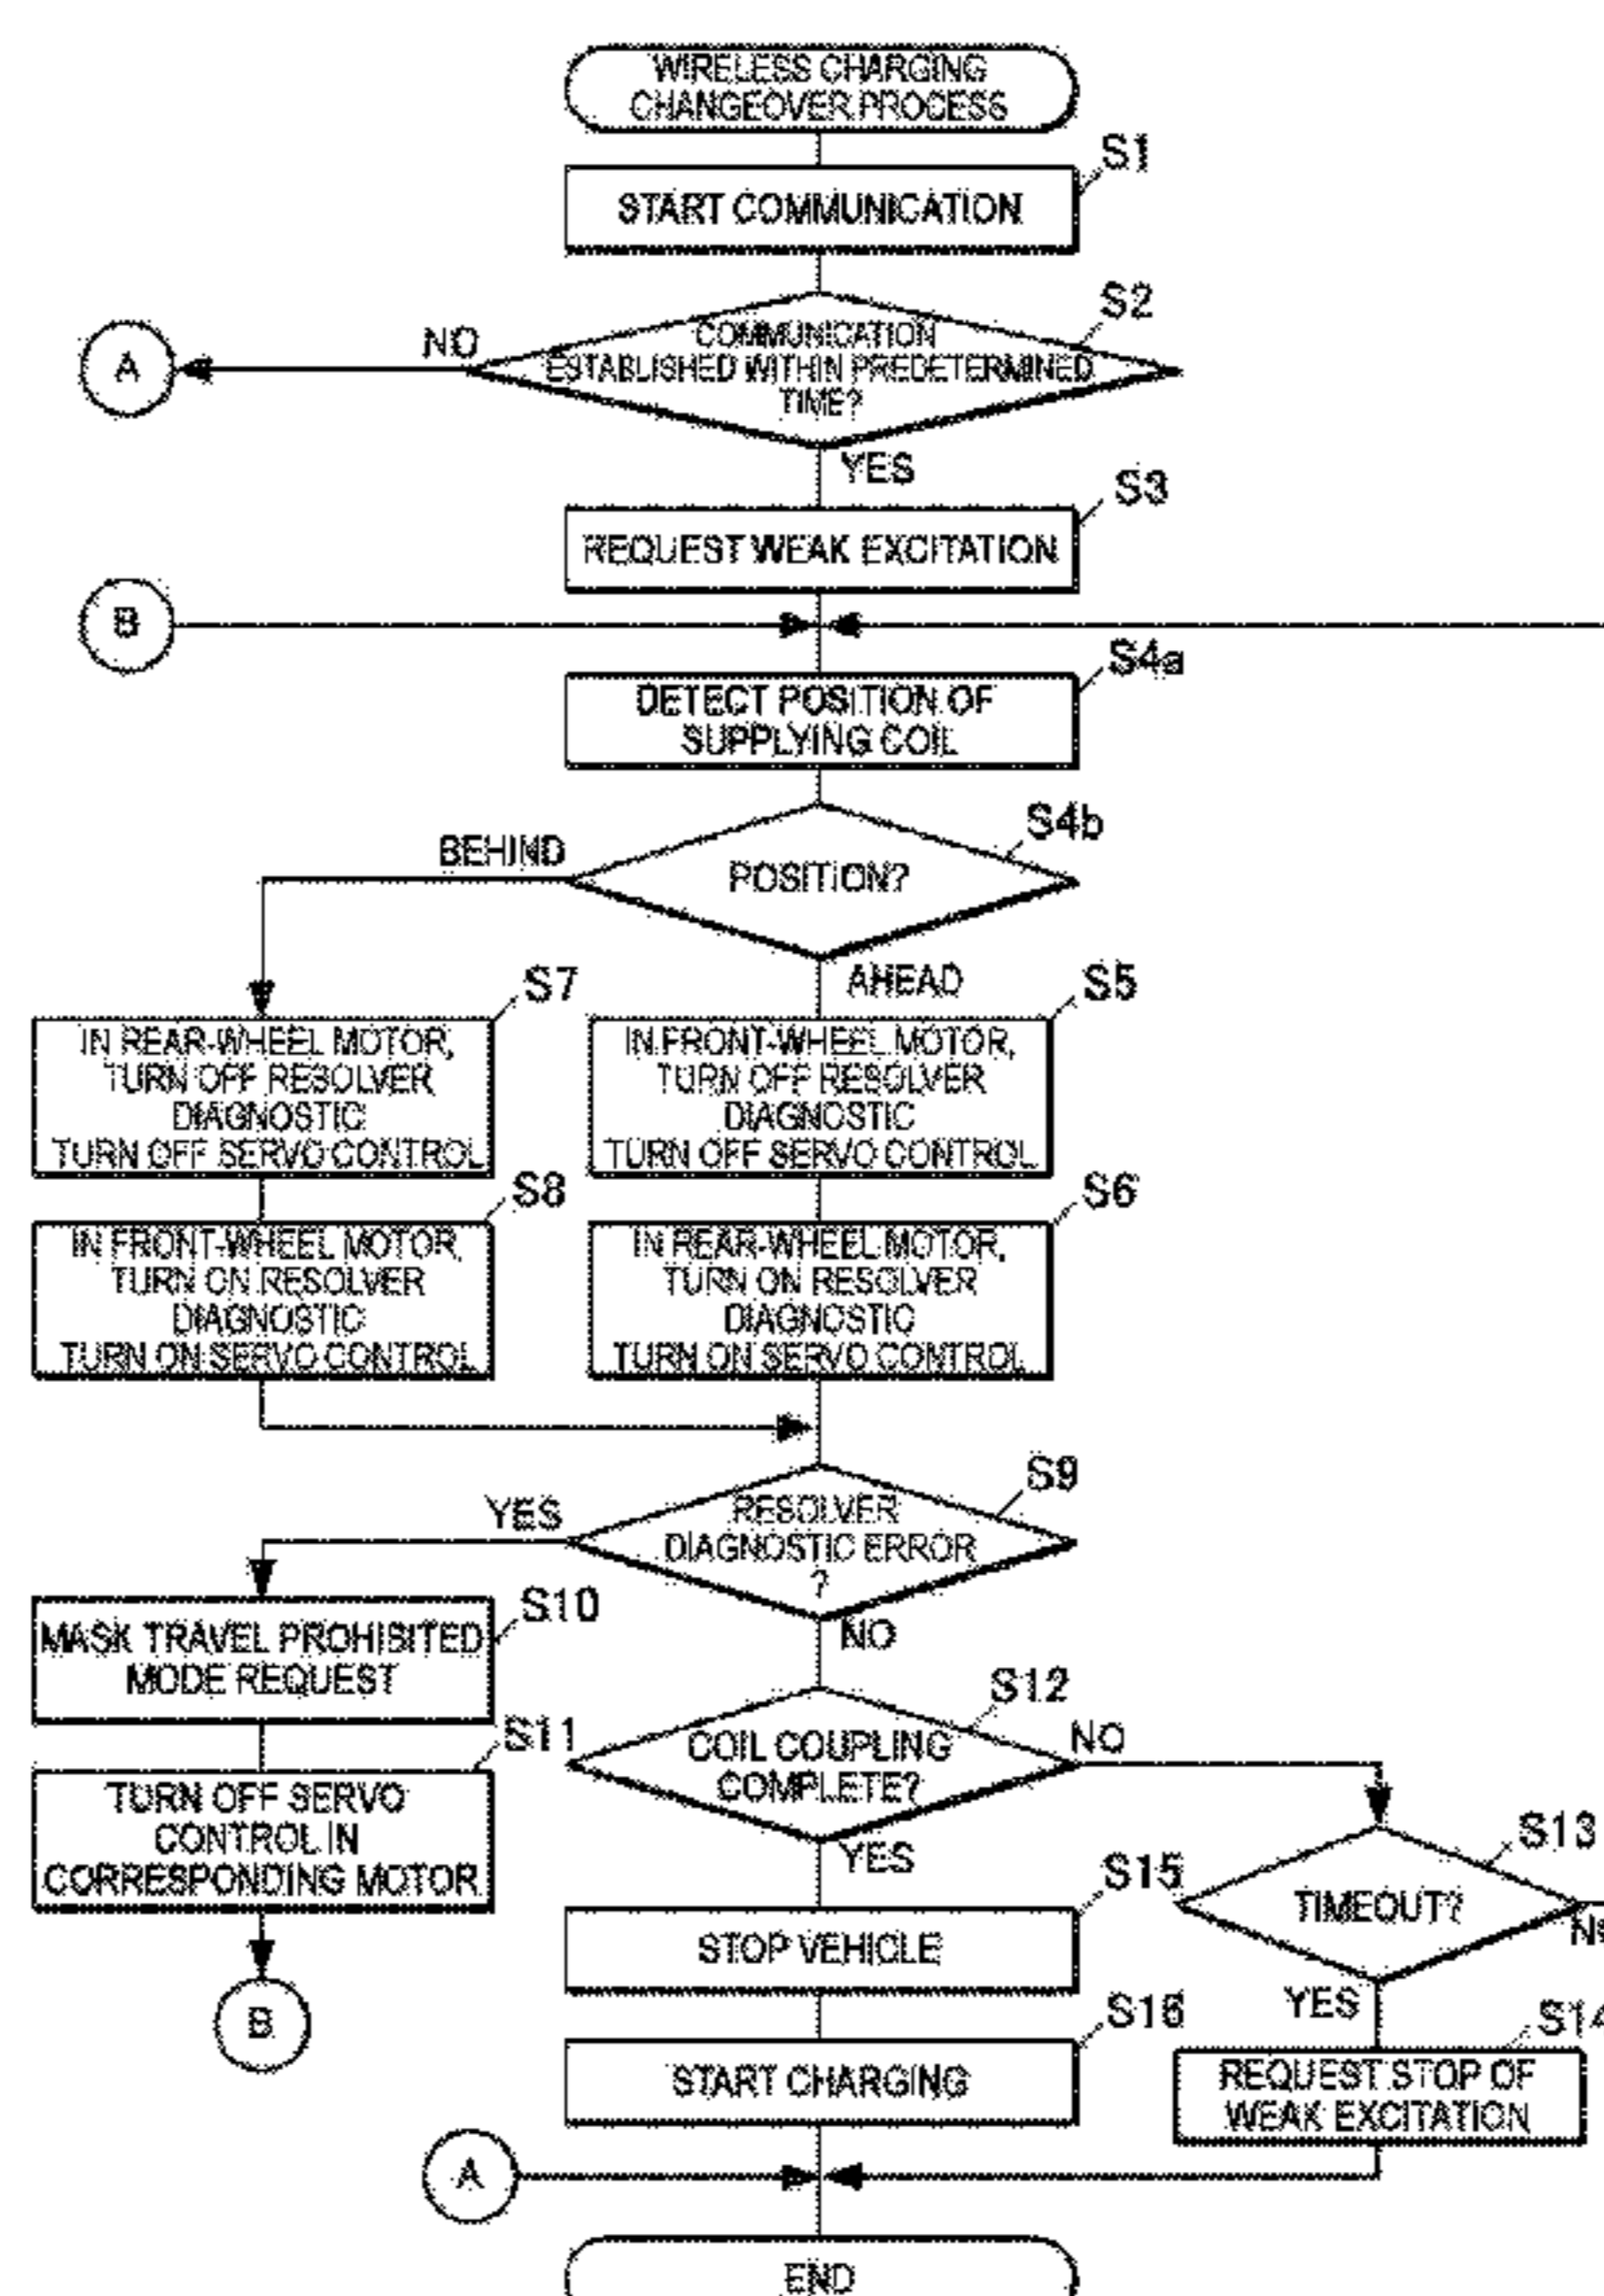 WIRELESS CHARGING
CHANGEOVER PROCESS
S1
START COMMUNICATION
S2
COMMUNICATION
ESTABLISHED WITHIN PREDETERMINED
TIME?
NO
A
YES
S3
REQUEST WEAK EXCITATION
B
S4a
DETECT POSITION OF
SUPPLYING COIL
S4b
POSITION?
BEHIND
AHEAD
S7
IN REAR-WHEEL MOTOR,
TURN OFF RESOLVER
DIAGNOSTIC
TURN OFF SERVO CONTROL
S5
IN FRONT-WHEEL MOTOR,
TURN OFF RESOLVER
DIAGNOSTIC
TURN OFF SERVO CONTROL
S8
IN FRONT-WHEEL MOTOR,
TURN ON RESOLVER
DIAGNOSTIC
TURN ON SERVO CONTROL
S6
IN REAR-WHEEL MOTOR,
TURN ON RESOLVER
DIAGNOSTIC
TURN ON SERVO CONTROL
S9
RESOLVER
DIAGNOSTIC ERROR
?
YES
NO
S10
MASK TRAVEL PROHIBITED
MODE REQUEST
S11
TURN OFF SERVO
CONTROL IN
CORRESPONDING MOTOR
B
S12
COIL COUPLING
COMPLETE?
NO
YES
S13
TIMEOUT?
YES
S15
STOP VEHICLE
S14
REQUEST STOP OF
WEAK EXCITATION
S16
START CHARGING
A
END